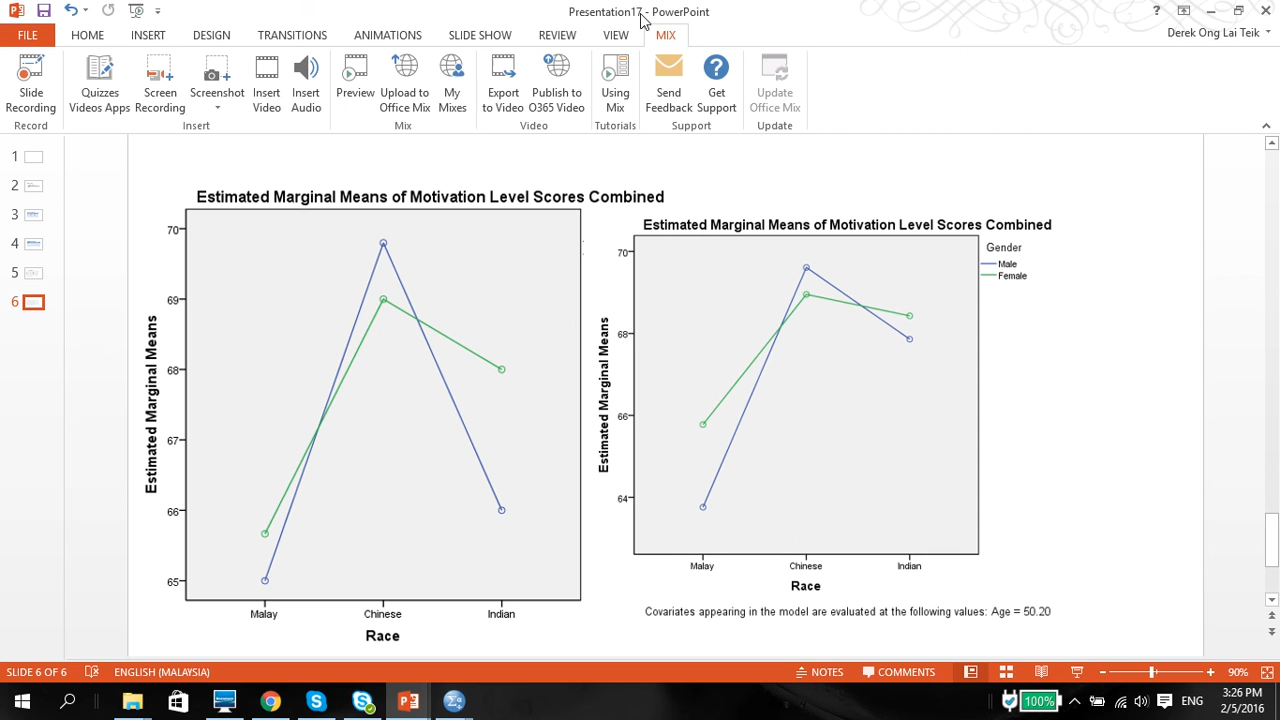 Presentation17 - PowerPoint
FILE HOME INSERT DESIGN TRANSITIONS ANIMATIONS SLIDE SHOW REVIEW VIEW MIX
Derek Ong Lai Teik
Slide Recording
Quizzes Videos Apps
Screen Recording
Screenshot
Insert Video
Insert Audio
Preview
Upload to Office Mix
My Mixes
Export to Video
Publish to O365 Video
Using Mix
Send Feedback
Get Support
Update Office Mix
Record Insert Mix Video Tutorials Support Update
1
2
3
4
5
6
Estimated Marginal Means of Motivation Level Scores Combined
Estimated Marginal Means
70
69
68
67
66
65
Malay Chinese Indian
Race
Estimated Marginal Means of Motivation Level Scores Combined
Gender
Male
Female
Estimated Marginal Means
70
68
66
64
Malay Chinese Indian
Race
Covariates appearing in the model are evaluated at the following values: Age = 50.20
SLIDE 6 OF 6 ENGLISH (MALAYSIA) NOTES COMMENTS 90%
100% ENG 3:26 PM
2/5/2016